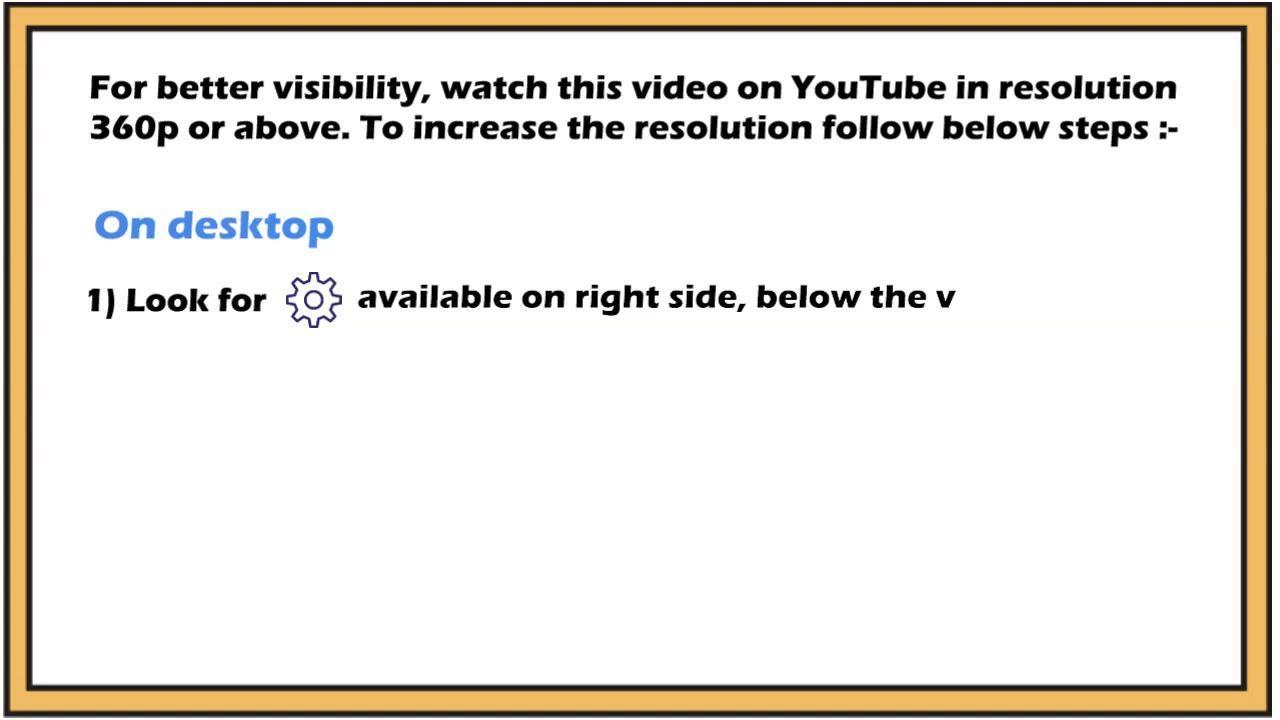 For better visibility, watch this video on YouTube in resolution
360p or above. To increase the resolution follow below steps :-
On desktop
1) Look for available on right side, below the v